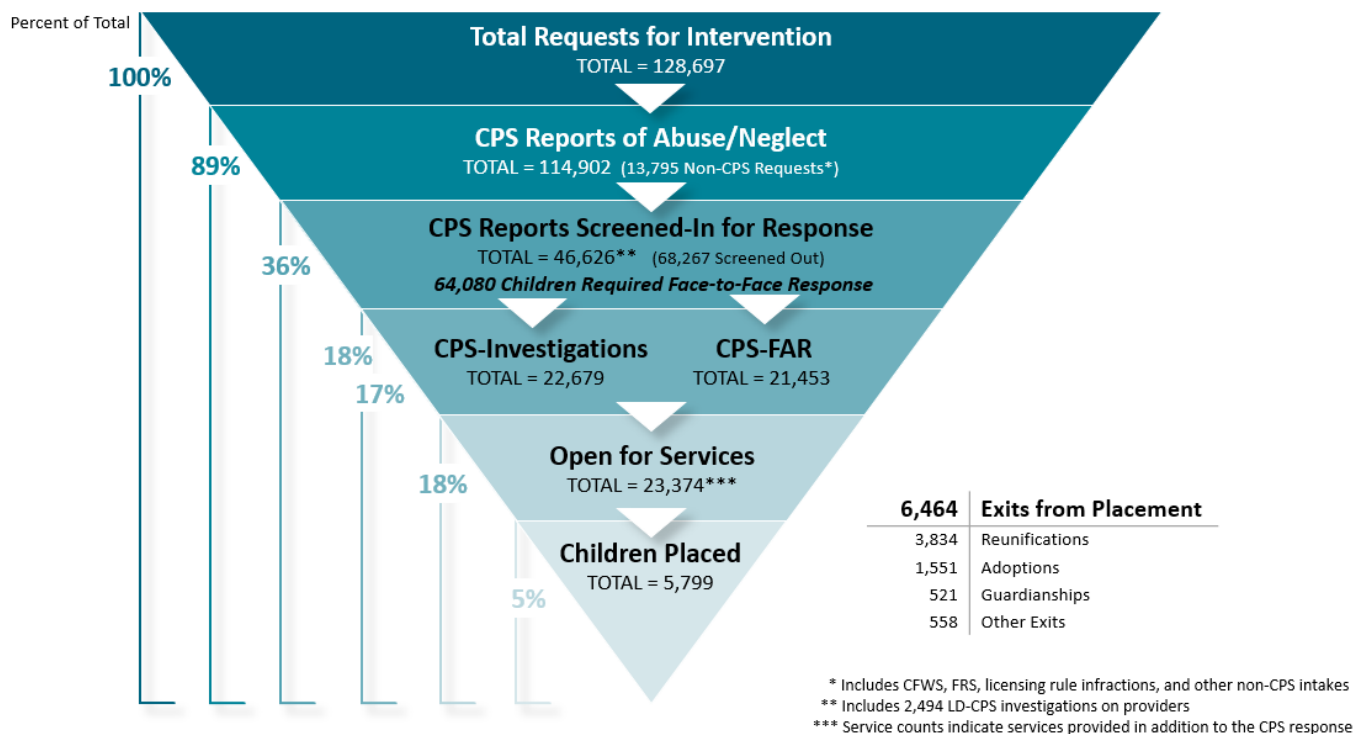 Percent of Total
Total Requests for Intervention
TOTAL = 128,697
100%
CPS Reports of Abuse/Neglect
TOTAL = 114,902 (13,795 Non-CPS Requests*)
89%
CPS Reports Screened-In for Response
TOTAL = 46,626** (68,267 Screened Out)
64,080 Children Required Face-to-Face Response
36%
CPS-Investigations
TOTAL = 22,679
CPS-FAR
TOTAL = 21,453
18%
17%
Open for Services
TOTAL = 23,374***
18%
Children Placed
TOTAL = 5,799
5%
6,464 Exits from Placement
3,834 Reunifications
1,551 Adoptions
521 Guardianships
558 Other Exits
* Includes CFWS, FRS, licensing rule infractions, and other non-CPS intakes
** Includes 2,494 LD-CPS investigations on providers
*** Service counts indicate services provided in addition to the CPS response